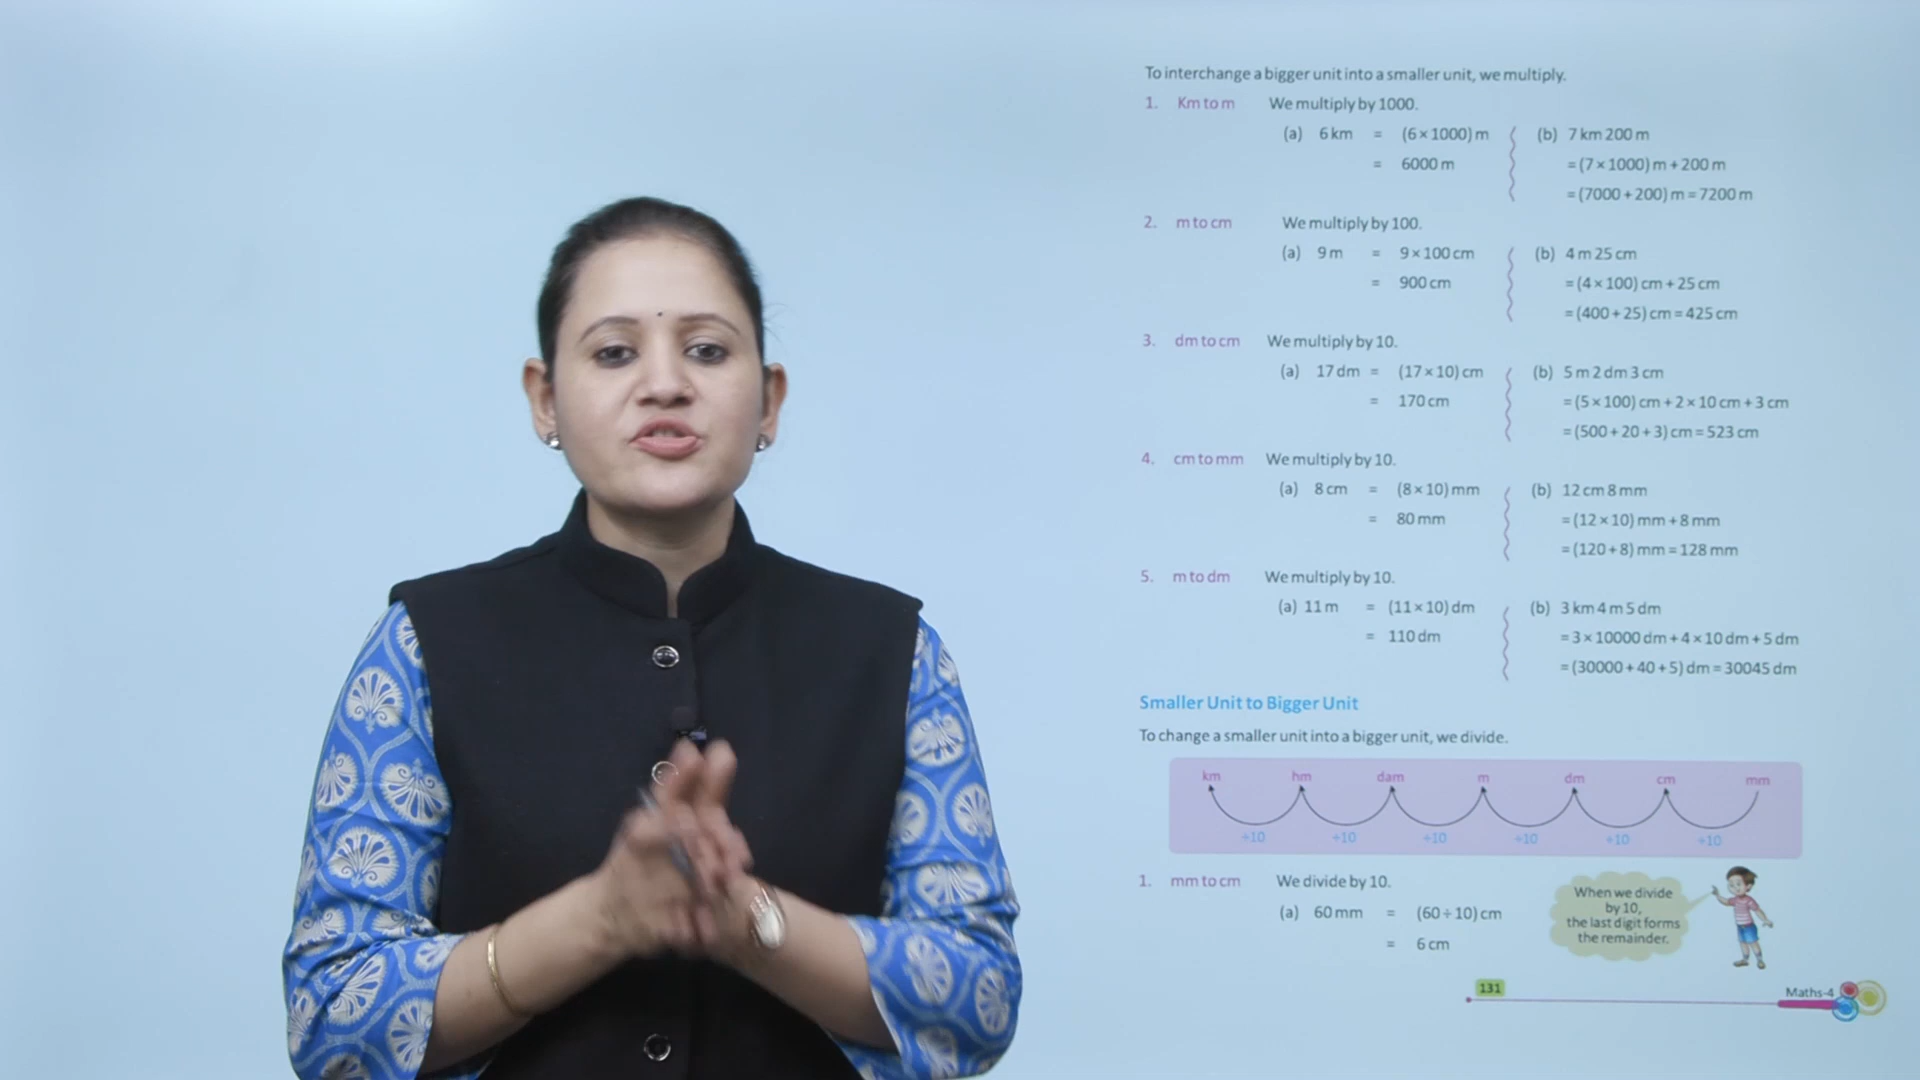 To interchange a bigger unit into a smaller unit, we multiply.
1. Km to m We multiply by 1000.
(a) 6 km = (6 × 1000) m
= 6000 m
(b) 7 km 200 m
= (7 × 1000) m + 200 m
= (7000 + 200) m = 7200 m
2. m to cm We multiply by 100.
(a) 9 m = 9 × 100 cm
= 900 cm
(b) 4 m 25 cm
= (4 × 100) cm + 25 cm
= (400 + 25) cm = 425 cm
3. dm to cm We multiply by 10.
(a) 17 dm = (17 × 10) cm
= 170 cm
(b) 5 m 2 dm 3 cm
= (5 × 100) cm + 2 × 10 cm + 3 cm
= (500 + 20 + 3) cm = 523 cm
4. cm to mm We multiply by 10.
(a) 8 cm = (8 × 10) mm
= 80 mm
(b) 12 cm 8 mm
= (12 × 10) mm + 8 mm
= (120 + 8) mm = 128 mm
5. m to dm We multiply by 10.
(a) 11 m = (11 × 10) dm
= 110 dm
(b) 3 km 4 m 5 dm
= 3 × 10000 dm + 4 × 10 dm + 5 dm
= (30000 + 40 + 5) dm = 30045 dm
Smaller Unit to Bigger Unit
To change a smaller unit into a bigger unit, we divide.
km hm dam m dm cm mm
÷10 ÷10 ÷10 ÷10 ÷10 ÷10
1. mm to cm We divide by 10.
(a) 60 mm = (60 ÷ 10) cm
= 6 cm
When we divide
by 10,
the last digit forms
the remainder.
131
Maths-4